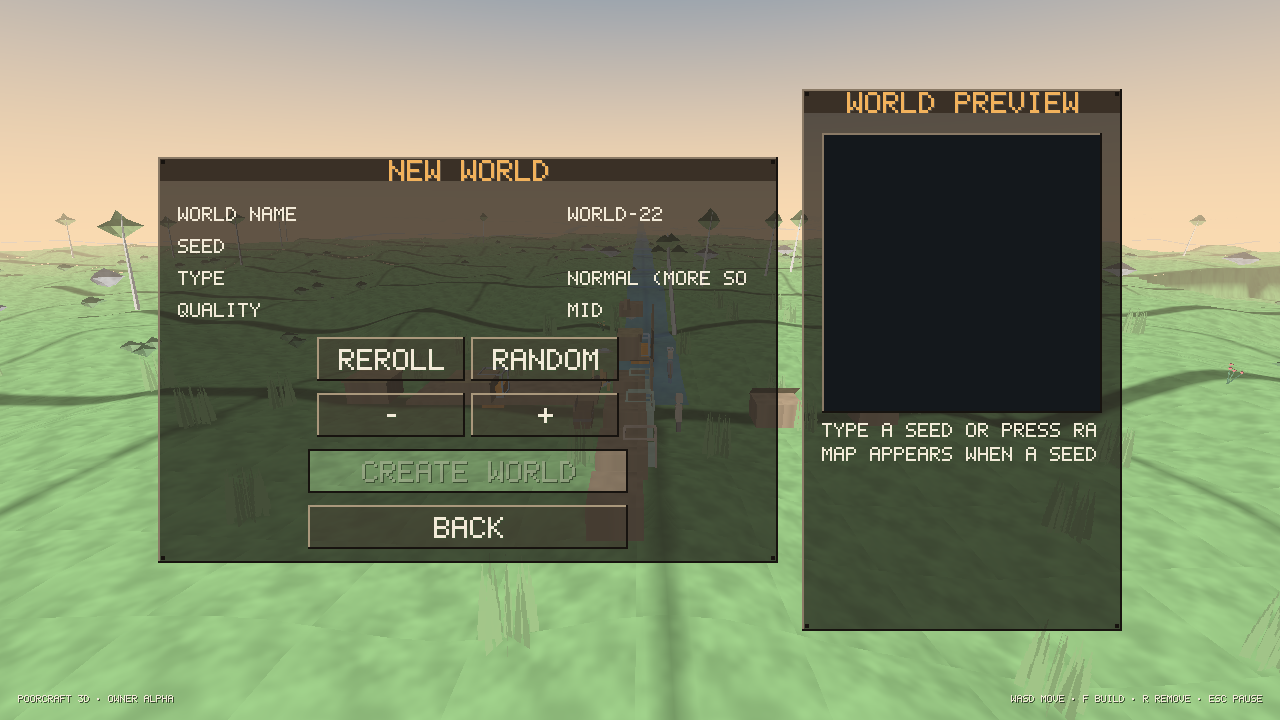 NEW WORLD
WORLD NAME WORLD-22
SEED
TYPE NORMAL (MORE SO
QUALITY MID
REROLL RANDOM
- +
CREATE WORLD
BACK
WORLD PREVIEW
TYPE A SEED OR PRESS RA
MAP APPEARS WHEN A SEED
POORCRAFT 3D · OWNER ALPHA
WASD MOVE · F BUILD · R REMOVE · ESC PAUSE